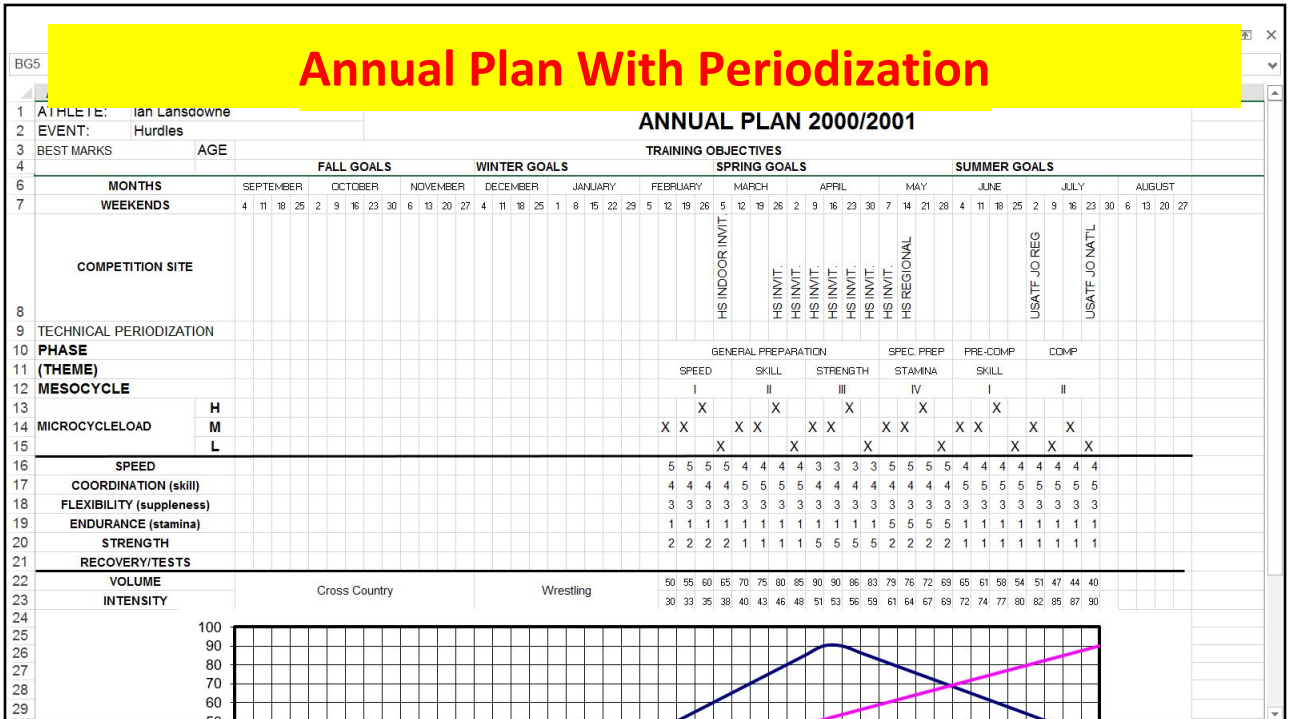 Annual Plan With Periodization
BG5
1 ATHLETE: Ian Lansdowne
ANNUAL PLAN 2000/2001
2 EVENT: Hurdles
3 BEST MARKS AGE TRAINING OBJECTIVES
4 FALL GOALS WINTER GOALS SPRING GOALS SUMMER GOALS
6 MONTHS SEPTEMBER OCTOBER NOVEMBER DECEMBER JANUARY FEBRUARY MARCH APRIL MAY JUNE JULY AUGUST
7 WEEKENDS 4 11 18 25 2 9 16 23 30 6 13 20 27 4 11 18 25 1 8 15 22 29 5 12 19 26 5 12 19 26 2 9 16 23 30 7 14 21 28 4 11 18 25 2 9 16 23 30 6 13 20 27
8 COMPETITION SITE
HS INDOOR INVIT.
HS INVIT.
HS INVIT.
HS INVIT.
HS INVIT.
HS INVIT.
HS INVIT.
HS INVIT.
HS REGIONAL
USATF JO REG
USATF JO NAT'L
9 TECHNICAL PERIODIZATION
10 PHASE GENERAL PREPARATION SPEC. PREP PRE-COMP COMP
11 (THEME) SPEED SKILL STRENGTH STAMINA SKILL
12 MESOCYCLE I II III IV I II
13 H X X X X X
14 MICROCYCLELOAD M X X X X X X X X X X X X
15 L X X X X X X X
16 SPEED 5 5 5 5 4 4 4 4 3 3 3 3 5 5 5 5 4 4 4 4 4 4 4 4
17 COORDINATION (skill) 4 4 4 4 5 5 5 5 4 4 4 4 4 4 4 4 5 5 5 5 5 5 5 5
18 FLEXIBILITY (suppleness) 3 3 3 3 3 3 3 3 3 3 3 3 3 3 3 3 3 3 3 3 3 3 3 3
19 ENDURANCE (stamina) 1 1 1 1 1 1 1 1 1 1 1 1 5 5 5 5 1 1 1 1 1 1 1 1
20 STRENGTH 2 2 2 2 1 1 1 1 5 5 5 5 2 2 2 2 1 1 1 1 1 1 1 1
21 RECOVERY/TESTS
22 VOLUME 50 55 60 65 70 75 80 85 90 90 86 83 79 76 72 69 65 61 58 54 51 47 44 40
Cross Country Wrestling
23 INTENSITY 30 33 35 38 40 43 46 48 51 53 56 59 61 64 67 69 72 74 77 80 82 85 87 90
24
100
25
90
26
80
27
70
28
60
29